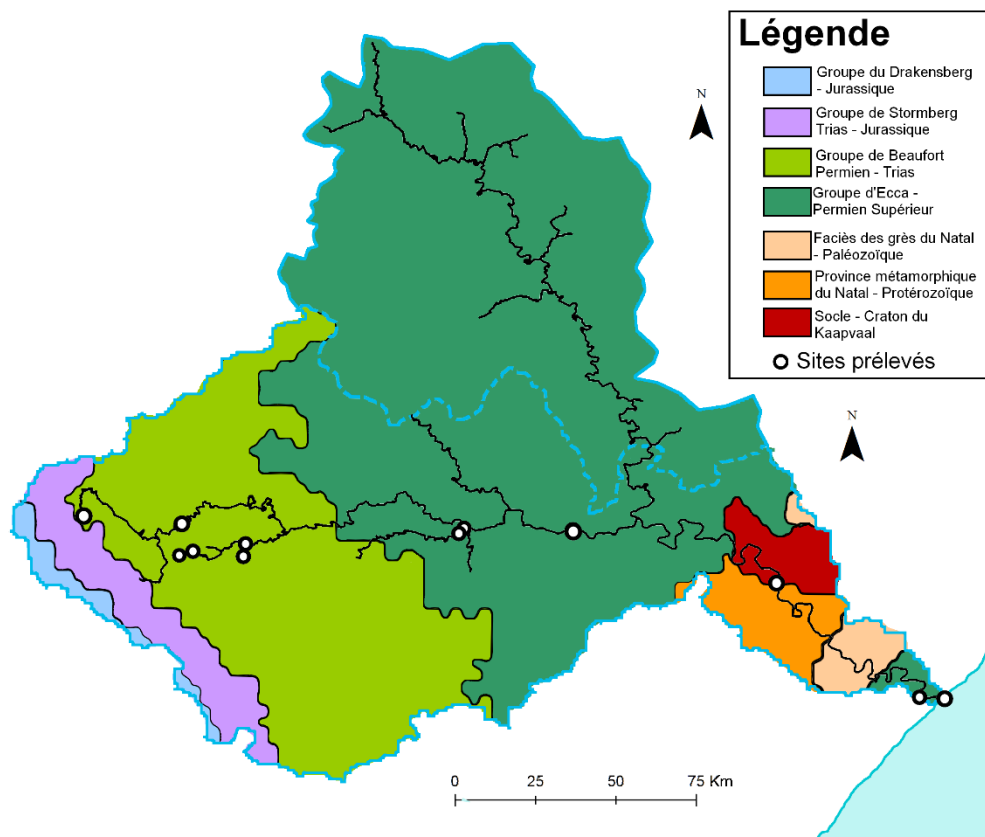 Légende
Groupe du Drakensberg
- Jurassique
Groupe de Stormberg
Trias - Jurassique
Groupe de Beaufort
Permien - Trias
Groupe d'Ecca -
Permien Supérieur
Faciès des grès du Natal
- Paléozoïque
Province métamorphique
du Natal - Protérozoïque
Socle - Craton du
Kaapvaal
Sites prélevés
N
N
0 25 50 75 Km